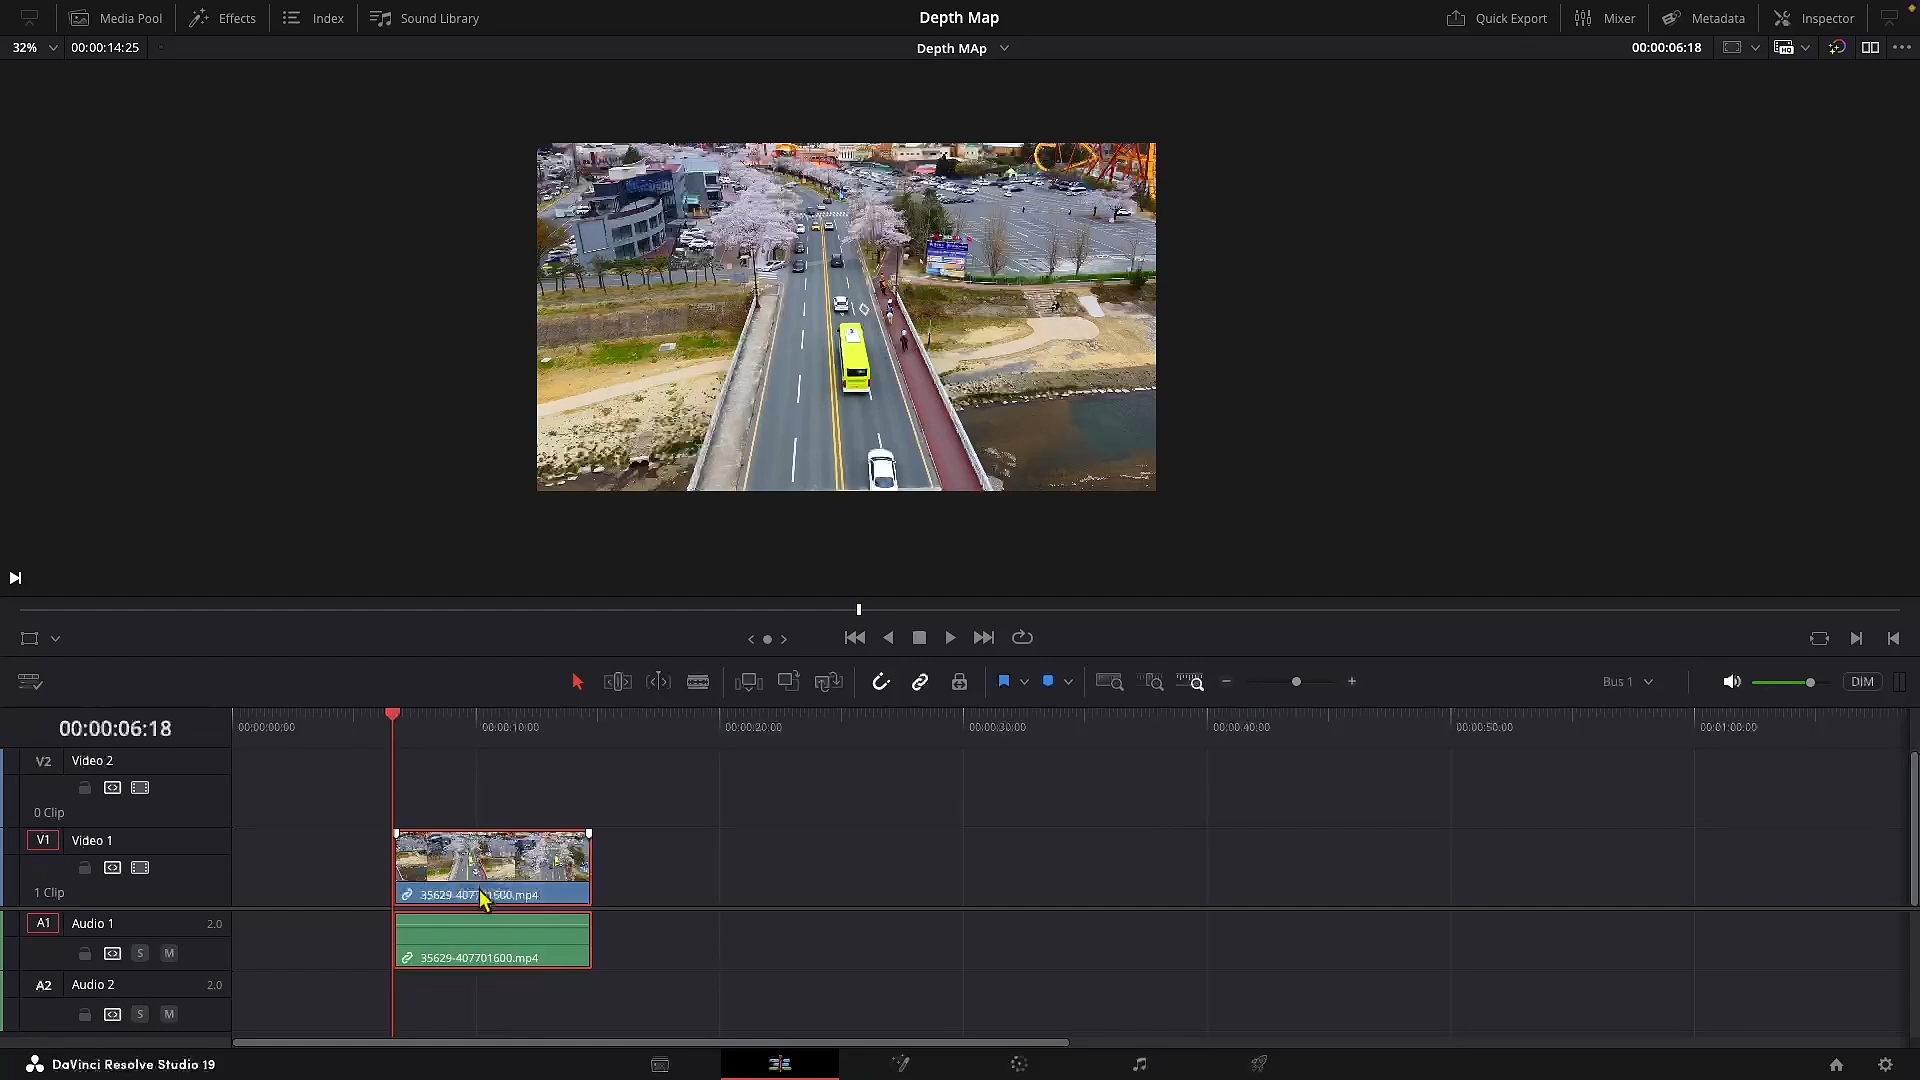 Media Pool
Effects
Index
Sound Library
Depth Map
Quick Export
Mixer
Metadata
Inspector
32%
00:00:14:25
Depth MAp
00:00:06:18
Bus 1
DIM
00:00:06:18
00:00:00:00
00:00:10:00
00:00:20:00
00:00:30:00
00:00:40:00
00:00:50:00
00:01:00:00
V2 Video 2
0 Clip
V1 Video 1
1 Clip
35629-407701600.mp4
A1 Audio 1 2.0
S M
35629-407701600.mp4
A2 Audio 2 2.0
S M
DaVinci Resolve Studio 19